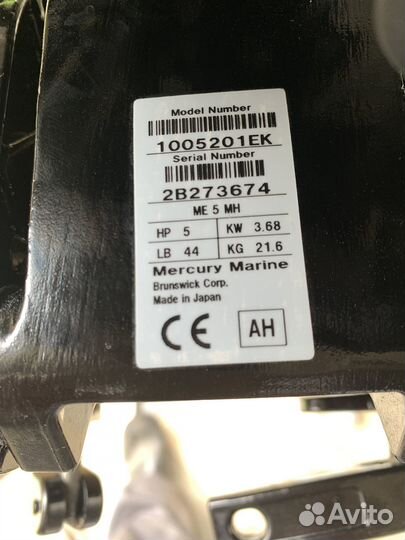 Model Number
1005201EK
Serial Number
2B273674
ME 5 MH
HP 5 KW 3.68
LB 44 KG 21.6
Mercury Marine
Brunswick Corp.
Made in Japan
CE AH
Avito